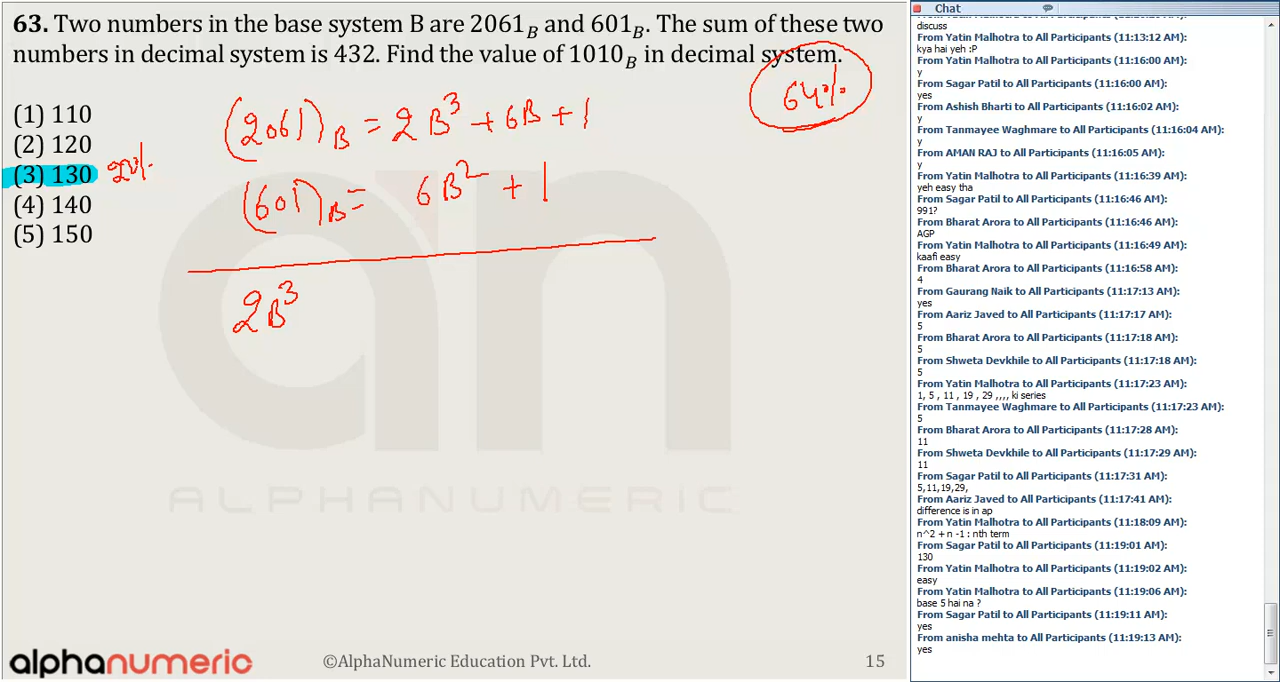 63. Two numbers in the base system B are 2061B and 601B. The sum of these two
numbers in decimal system is 432. Find the value of 1010B in decimal system.
64%
(1) 110
(2) 120
(3) 130
(4) 140
(5) 150
(2061)B = 2B³ + 6B + 1
(601)B = 6B² + 1
2B³
ALPHANUMERIC
alphanumeric
©AlphaNumeric Education Pvt. Ltd.
15
Chat
discuss
From Yatin Malhotra to All Participants (11:13:12 AM):
kya hai yeh :P
From Yatin Malhotra to All Participants (11:16:00 AM):
y
From Sagar Patil to All Participants (11:16:00 AM):
yes
From Ashish Bharti to All Participants (11:16:02 AM):
y
From Tanmayee Waghmare to All Participants (11:16:04 AM):
y
From AMAN RAJ to All Participants (11:16:05 AM):
y
From Yatin Malhotra to All Participants (11:16:39 AM):
yeh easy tha
From Sagar Patil to All Participants (11:16:46 AM):
991?
From Bharat Arora to All Participants (11:16:46 AM):
AGP
From Yatin Malhotra to All Participants (11:16:49 AM):
kaafi easy
From Bharat Arora to All Participants (11:16:58 AM):
4
From Gaurang Naik to All Participants (11:17:13 AM):
yes
From Aariz Javed to All Participants (11:17:17 AM):
5
From Bharat Arora to All Participants (11:17:18 AM):
5
From Shweta Devkhile to All Participants (11:17:18 AM):
5
From Yatin Malhotra to All Participants (11:17:23 AM):
1, 5 , 11 , 19 , 29 ,,,, ki series
From Tanmayee Waghmare to All Participants (11:17:23 AM):
5
From Bharat Arora to All Participants (11:17:28 AM):
11
From Shweta Devkhile to All Participants (11:17:29 AM):
11
From Sagar Patil to All Participants (11:17:31 AM):
5,11,19,29,
From Aariz Javed to All Participants (11:17:41 AM):
difference is in ap
From Yatin Malhotra to All Participants (11:18:09 AM):
n^2 + n -1 : nth term
From Sagar Patil to All Participants (11:19:01 AM):
130
From Yatin Malhotra to All Participants (11:19:02 AM):
easy
From Yatin Malhotra to All Participants (11:19:06 AM):
base 5 hai na ?
From Sagar Patil to All Participants (11:19:11 AM):
yes
From anisha mehta to All Participants (11:19:13 AM):
yes